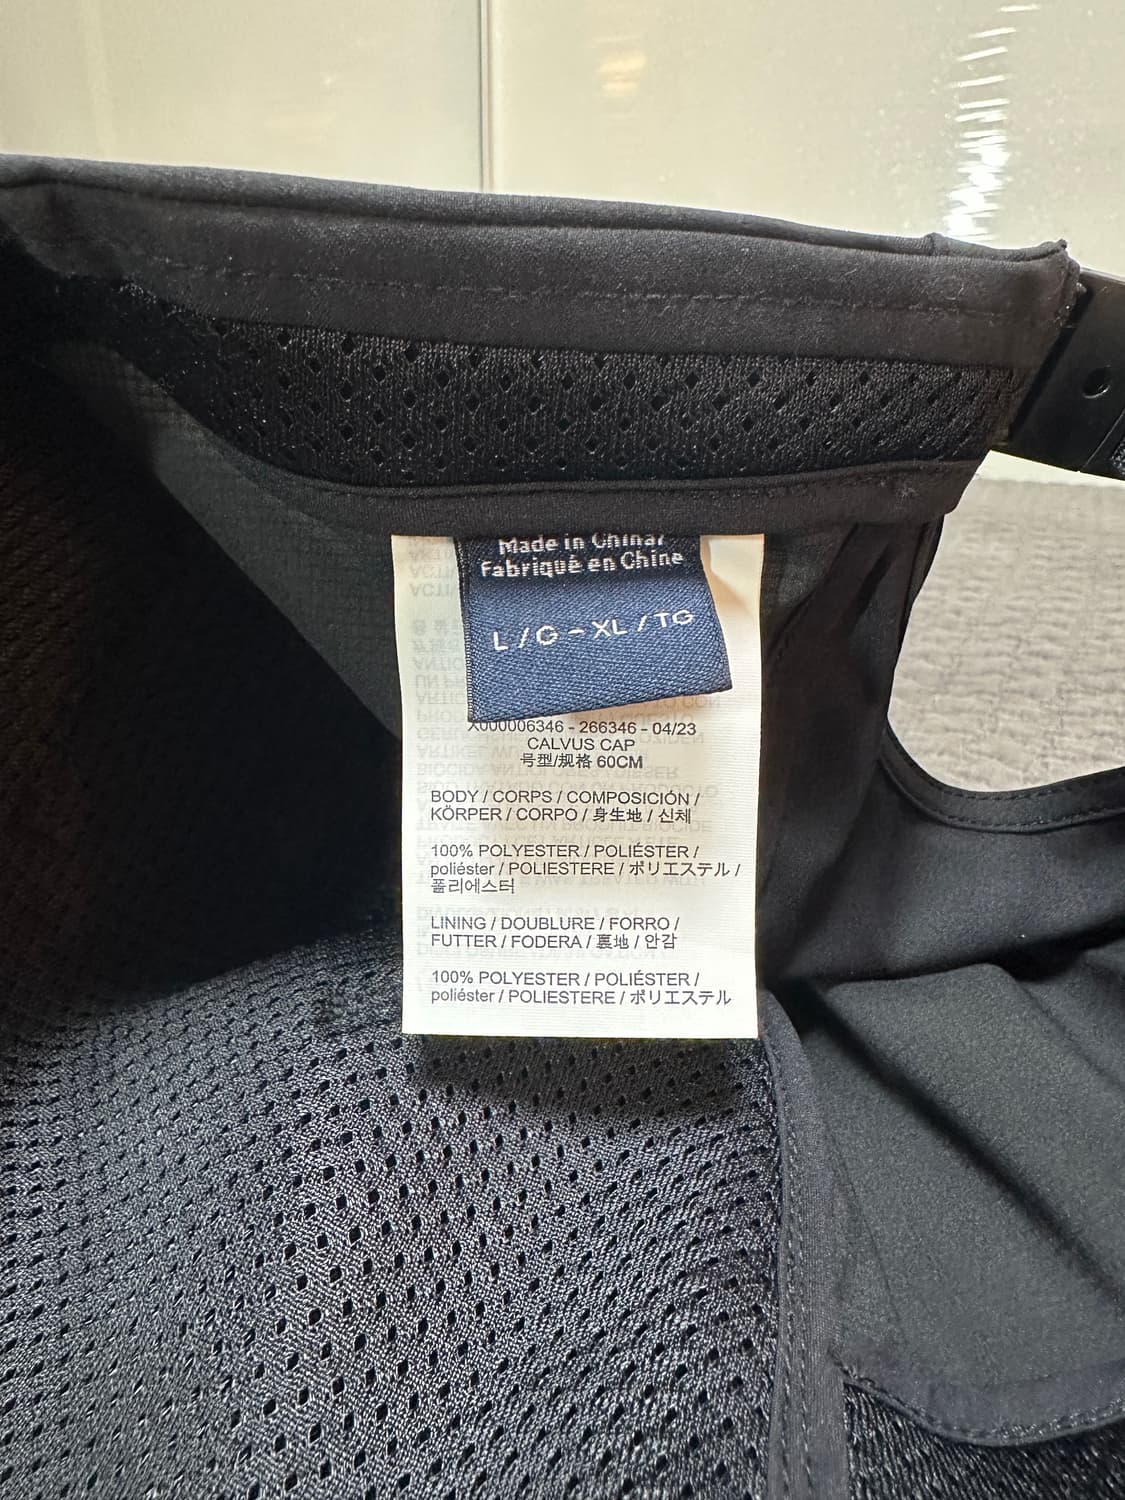 Made in China/
Fabriqué en Chine
L / G - XL / TG
X000006346 - 266346 - 04/23
CALVUS CAP
号型/规格 60CM
BODY / CORPS / COMPOSICIÓN /
KÖRPER / CORPO / 身生地 / 신체
100% POLYESTER / POLIÉSTER /
poliéster / POLIESTERE / ポリエステル /
폴리에스터
LINING / DOUBLURE / FORRO /
FUTTER / FODERA / 裏地 / 안감
100% POLYESTER / POLIÉSTER /
poliéster / POLIESTERE / ポリエステル